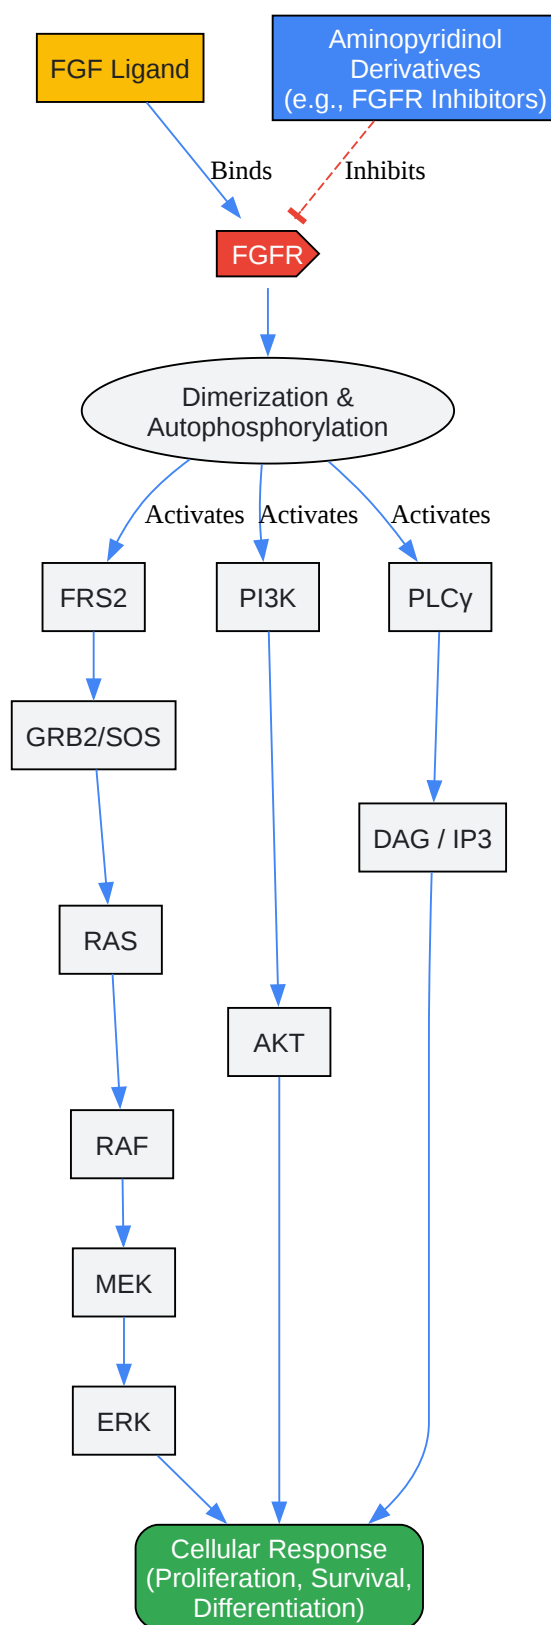 FGF Ligand
Aminopyridinol
Derivatives
(e.g., FGFR Inhibitors)
Binds
Inhibits
FGFR
Dimerization &
Autophosphorylation
Activates
Activates
Activates
FRS2
PI3K
PLCγ
GRB2/SOS
DAG / IP3
RAS
AKT
RAF
MEK
ERK
Cellular Response
(Proliferation, Survival,
Differentiation)